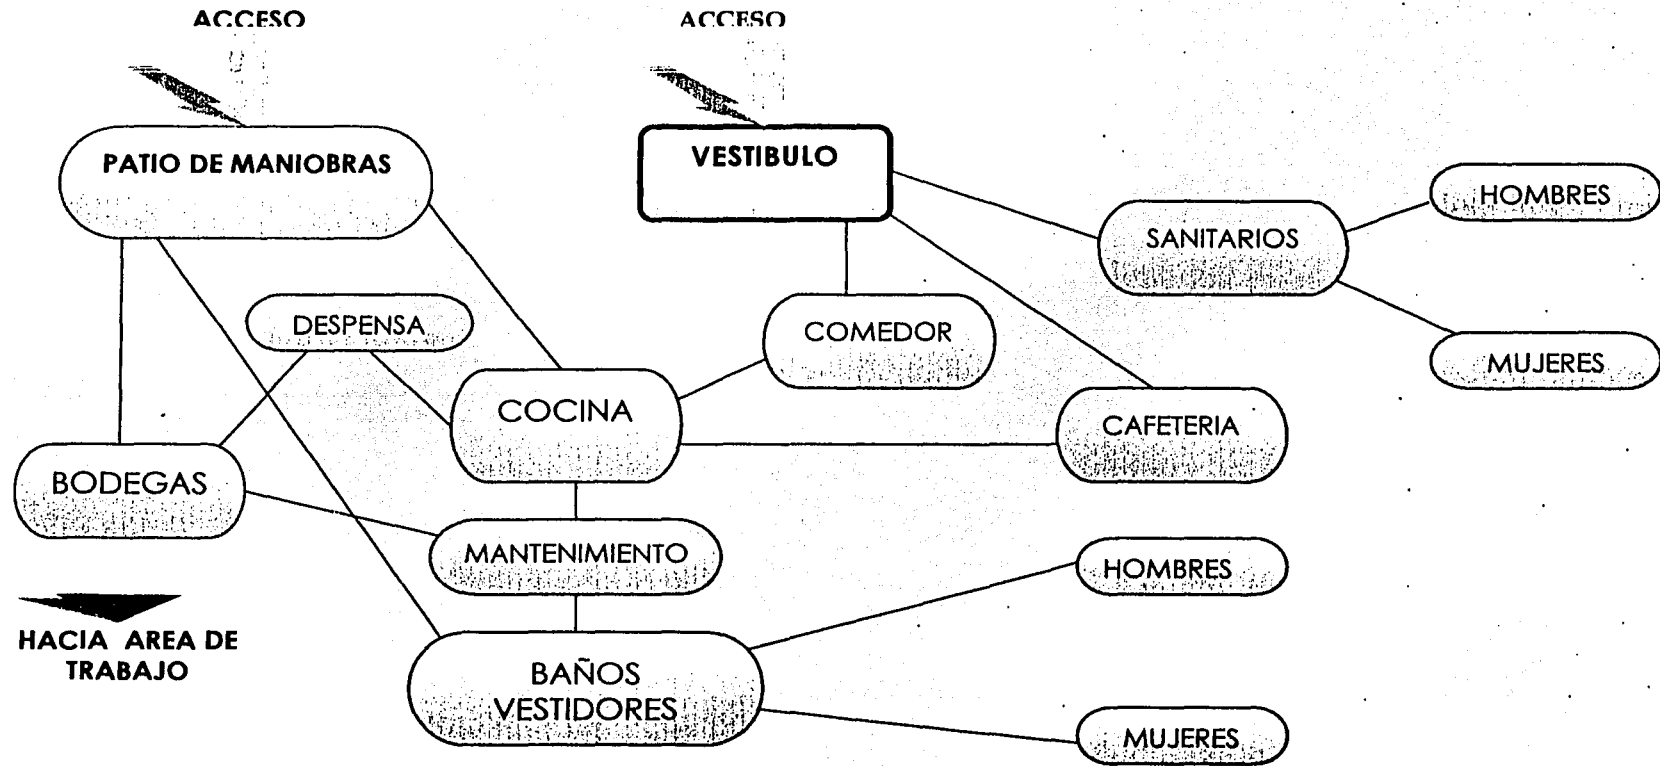 ACCESO
ACCESO
PATIO DE MANIOBRAS
VESTIBULO
HOMBRES
SANITARIOS
DESPENSA
COMEDOR
MUJERES
COCINA
CAFETERIA
BODEGAS
MANTENIMIENTO
HOMBRES
HACIA AREA DE
TRABAJO
BAÑOS
VESTIDORES
MUJERES